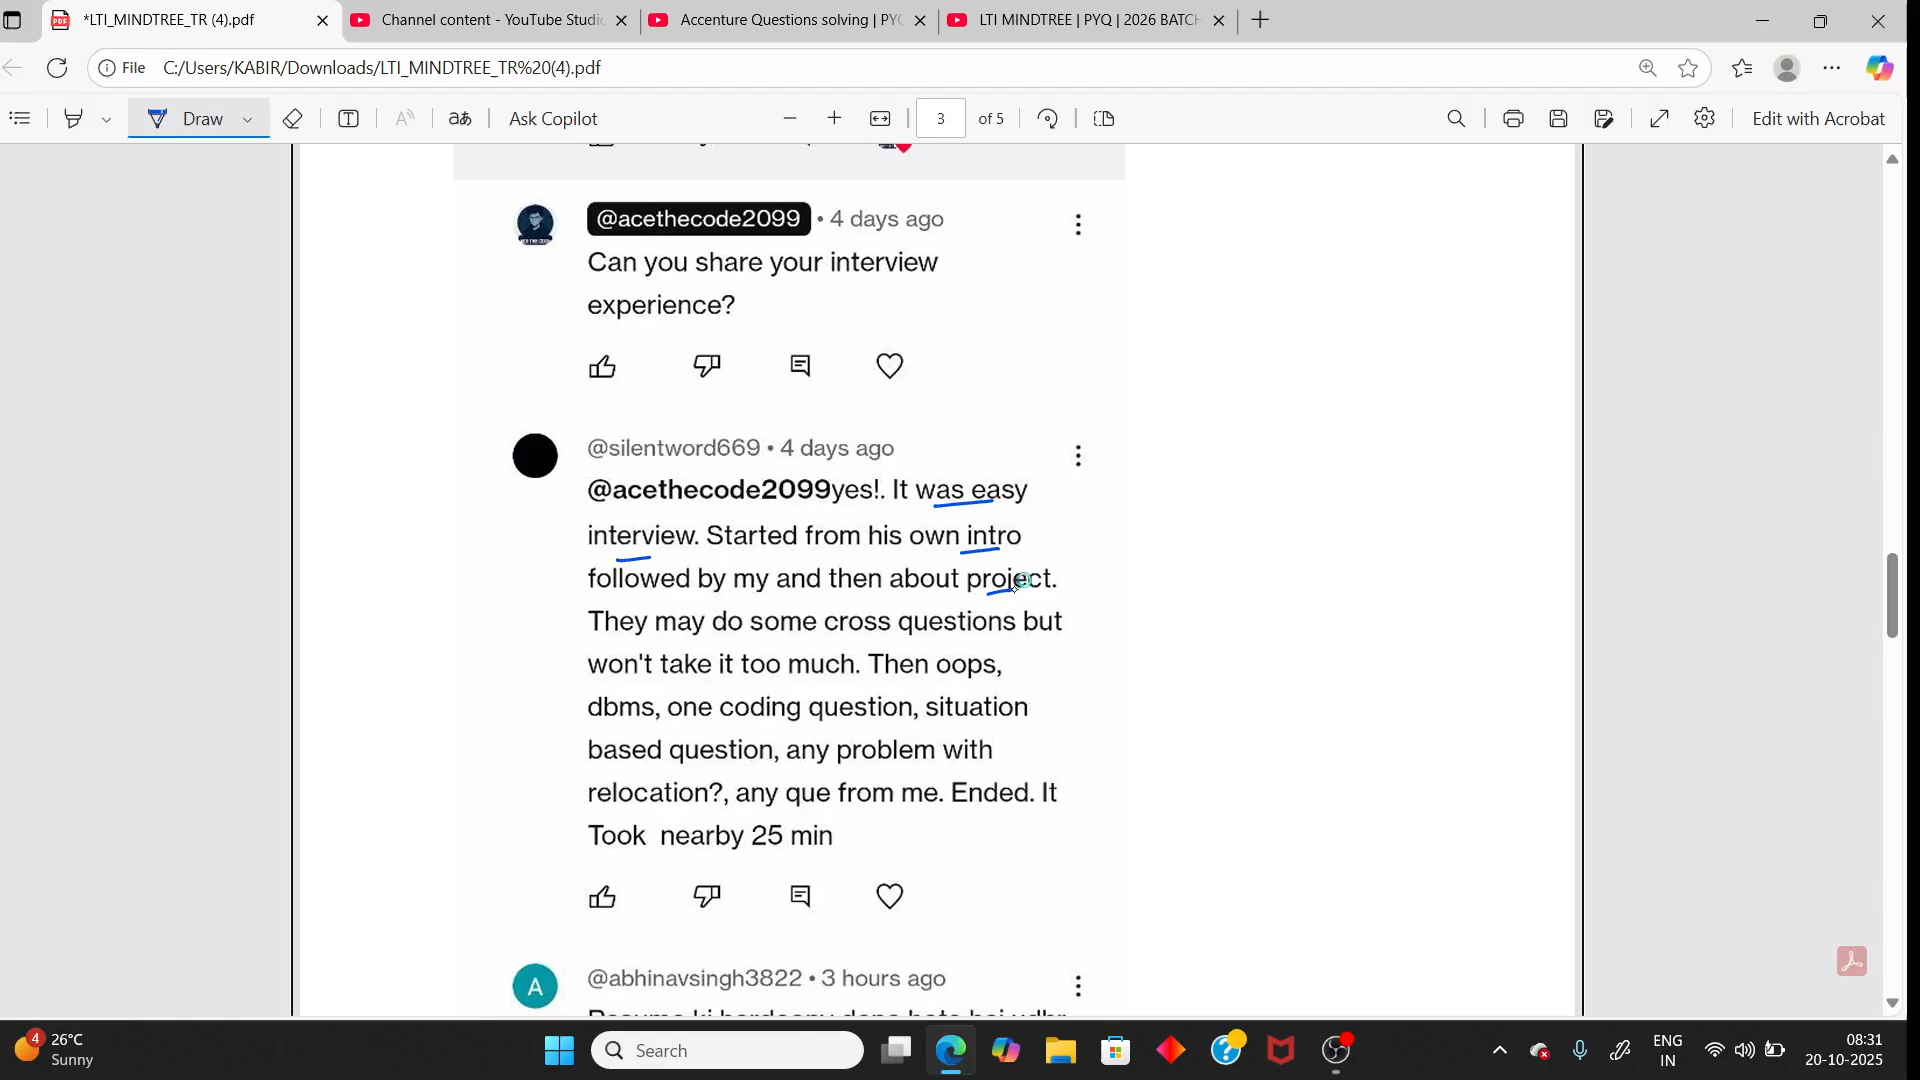 *LTI_MINDTREE_TR (4).pdf
Channel content - YouTube Studio
Accenture Questions solving | PYQ
LTI MINDTREE | PYQ | 2026 BATCH
File C:/Users/KABIR/Downloads/LTI_MINDTREE_TR%20(4).pdf
Draw
aあ
Ask Copilot
3 of 5
Edit with Acrobat
@acethecode2099 • 4 days ago
Can you share your interview
experience?
@silentword669 • 4 days ago
@acethecode2099yes!. It was easy
interview. Started from his own intro
followed by my and then about project.
They may do some cross questions but
won't take it too much. Then oops,
dbms, one coding question, situation
based question, any problem with
relocation?, any que from me. Ended. It
Took nearby 25 min
A
@abhinavsingh3822 • 3 hours ago
4
26°C
Sunny
Search
ENG
IN
08:31
20-10-2025